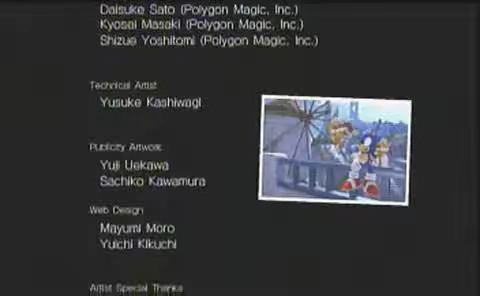 Daisuke Sato (Polygon Magic, Inc.)
Kyosei Masaki (Polygon Magic, Inc.)
Shizue Yoshitomi (Polygon Magic, Inc.)
Technical Artist
Yusuke Kashiwagi
Publicity Artwork
Yuji Uekawa
Sachiko Kawamura
Web Design
Mayumi Moro
Yuichi Kikuchi
Artist Special Thanks